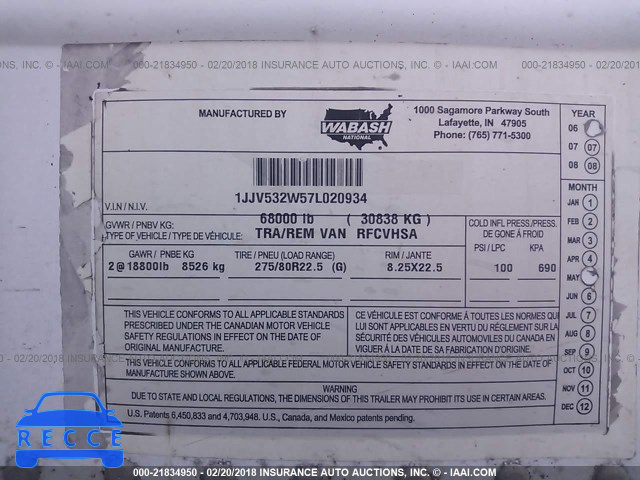 000-21834950 - 02/20/2018 INSURANCE AUTO AUCTIONS, INC. © - IAAI.COM
MANUFACTURED BY
WABASH
NATIONAL
1000 Sagamore Parkway South
Lafayette, IN 47905
Phone: (765) 771-5300
YEAR
06
07 07
08 08
V.I.N / N.I.V.
1JJV532W57L020934
GVWR / PNBV KG:
68000 lb ( 30838 KG )
TYPE OF VEHICLE / TYPE DE VÉHICULE:
TRA/REM VAN RFCVHSA
COLD INFL PRESS./PRESS.
DE GONF À FROID
PSI / LPC KPA
GAWR / PNBE KG
TIRE / PNEU (LOAD RANGE)
RIM / JANTE
2@18800lb 8526 kg
275/80R22.5 (G)
8.25X22.5
100 690
MONTH
JAN 1
FEB 2
MAR 3
APR 4
MAY
JUN 6
JUL 7
AUG 8
SEP 9
OCT 10
NOV 11
DEC 12
THIS VEHICLE CONFORMS TO ALL APPLICABLE STANDARDS
PRESCRIBED UNDER THE CANADIAN MOTOR VEHICLE
SAFETY REGULATIONS IN EFFECT ON THE DATE OF
ORIGINAL MANUFACTURE.
CE VÉHICULE EST CONFORME À TOUTES LES NORMES QUI
LUI SONT APPLICABLES EN VERTU DU RÉGLEMENT SUR LA
SÉCURITÉ DES VÉHICULES AUTOMOBILES DU CANADA EN
VIGUEUR À LA DATE DE SA FABRICATION D'ORIGINE.
THIS VEHICLE CONFORMS TO ALL APPLICABLE FEDERAL MOTOR VEHICLE SAFETY STANDARDS IN EFFECT ON THE DATE OF
MANUFACTURE SHOWN ABOVE.
WARNING
DUE TO STATE AND LOCAL REGULATIONS, THE DIMENSIONS OF THIS TRAILER MAY PROHIBIT ITS USE IN CERTAIN AREAS.
U.S. Patents 6,450,833 and 4,703,948. U.S., Canada, and Mexico patents pending.
RECCE
000-21834950 - 02/20/2018 INSURANCE AUTO AUCTIONS, INC. © - IAAI.COM